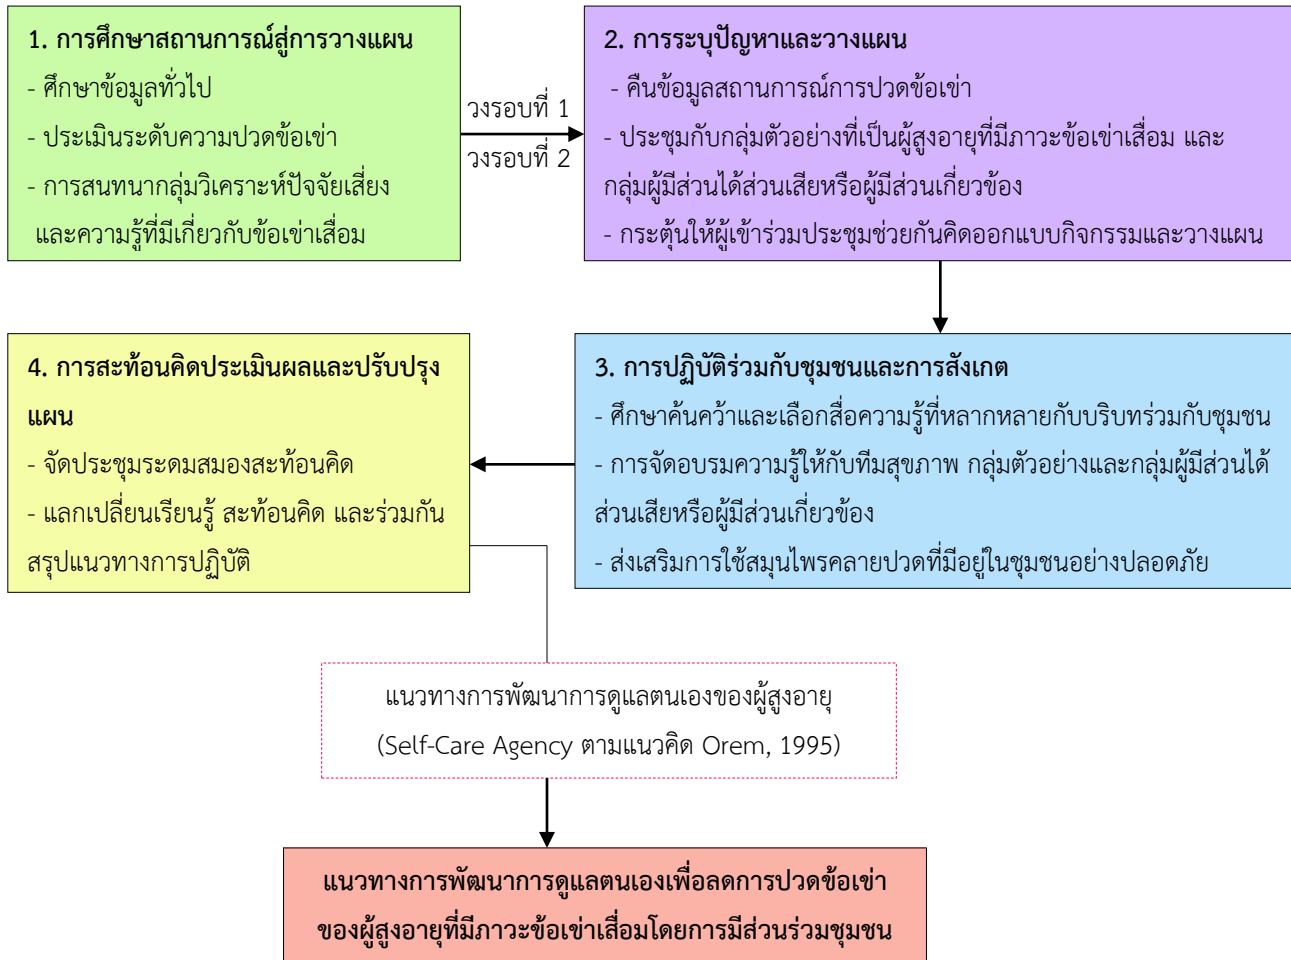 1. การศึกษาสถานการณ์สู่การวางแผน
- ศึกษาข้อมูลทั่วไป
- ประเมินระดับความปวดข้อเข่า
- การสนทนากลุ่มวิเคราะห์ปัจจัยเสี่ยง
และความรู้ที่มีเกี่ยวกับข้อเข่าเสื่อม
วงรอบที่ 1
วงรอบที่ 2
2. การระบุปัญหาและวางแผน
- คืนข้อมูลสถานการณ์การปวดข้อเข่า
- ประชุมกับกลุ่มตัวอย่างที่เป็นผู้สูงอายุที่มีภาวะข้อเข่าเสื่อม และ
กลุ่มผู้มีส่วนได้ส่วนเสียหรือผู้มีส่วนเกี่ยวข้อง
- กระตุ้นให้ผู้เข้าร่วมประชุมช่วยกันคิดออกแบบกิจกรรมและวางแผน
3. การปฏิบัติร่วมกับชุมชนและการสังเกต
- ศึกษาค้นคว้าและเลือกสื่อความรู้ที่หลากหลายกับบริบทร่วมกับชุมชน
- การจัดอบรมความรู้ให้กับทีมสุขภาพ กลุ่มตัวอย่างและกลุ่มผู้มีส่วนได้
ส่วนเสียหรือผู้มีส่วนเกี่ยวข้อง
- ส่งเสริมการใช้สมุนไพรคลายปวดที่มีอยู่ในชุมชนอย่างปลอดภัย
4. การสะท้อนคิดประเมินผลและปรับปรุง
แผน
- จัดประชุมระดมสมองสะท้อนคิด
- แลกเปลี่ยนเรียนรู้ สะท้อนคิด และร่วมกัน
สรุปแนวทางการปฏิบัติ
แนวทางการพัฒนาการดูแลตนเองของผู้สูงอายุ
(Self-Care Agency ตามแนวคิด Orem, 1995)
แนวทางการพัฒนาการดูแลตนเองเพื่อลดการปวดข้อเข่า
ของผู้สูงอายุที่มีภาวะข้อเข่าเสื่อมโดยการมีส่วนร่วมชุมชน